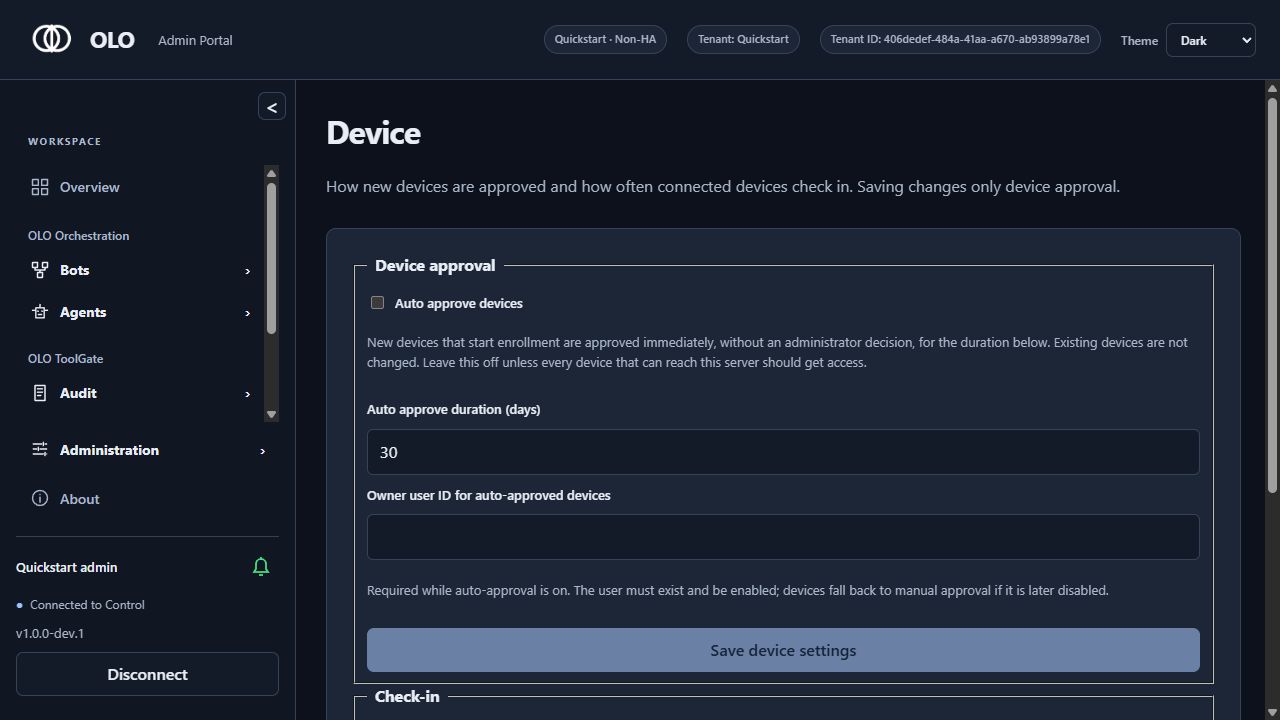 OLO
Admin Portal
Quickstart · Non-HA
Tenant: Quickstart
Tenant ID: 406dedef-484a-41aa-a670-ab93899a78e1
Theme
Dark
<
WORKSPACE
Overview
OLO Orchestration
Bots ›
Agents ›
OLO ToolGate
Audit ›
Administration ›
About
Quickstart admin
Connected to Control
v1.0.0-dev.1
Disconnect
Device
How new devices are approved and how often connected devices check in. Saving changes only device approval.
Device approval
Auto approve devices
New devices that start enrollment are approved immediately, without an administrator decision, for the duration below. Existing devices are not
changed. Leave this off unless every device that can reach this server should get access.
Auto approve duration (days)
30
Owner user ID for auto-approved devices
Required while auto-approval is on. The user must exist and be enabled; devices fall back to manual approval if it is later disabled.
Save device settings
Check-in